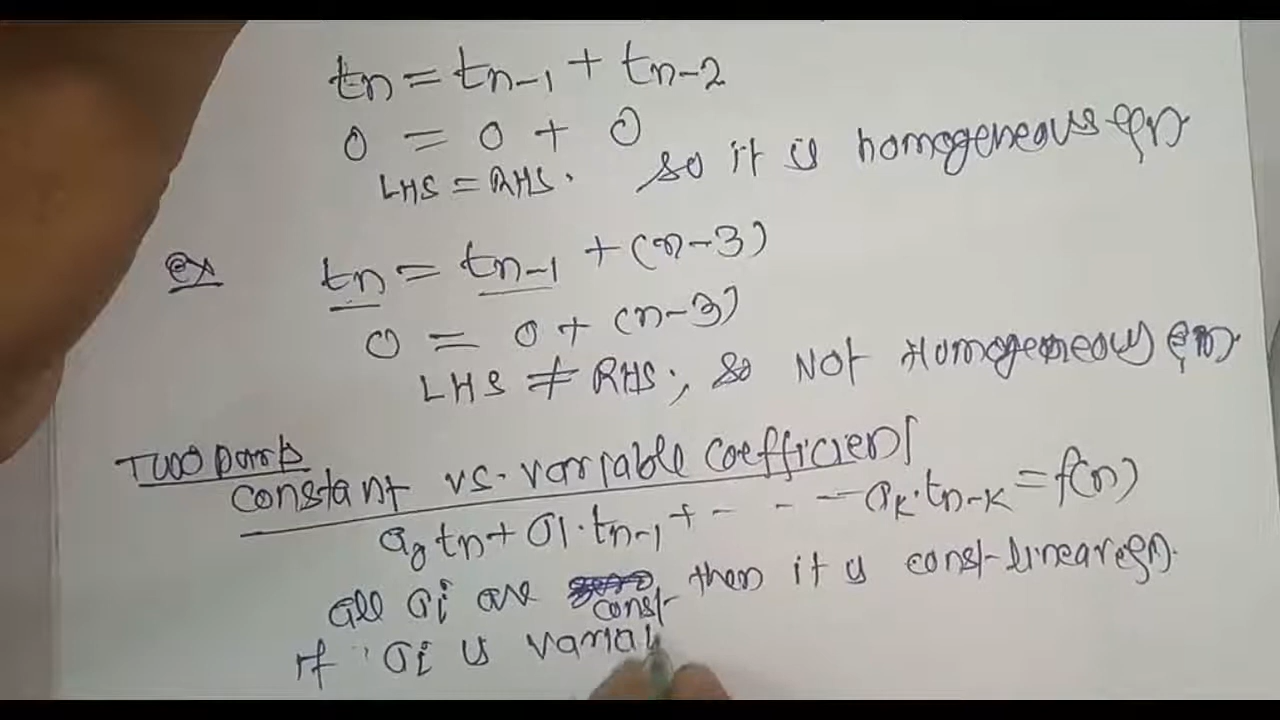 tn = tn-1 + tn-2
0 = 0 + 0
LHS = RHS. so it is homogeneous eqn.
ex tn = tn-1 + (n-3)
0 = 0 + (n-3)
LHS ≠ RHS., so Not Homogeneous eqn.
Two parts
constant vs. variable coefficient
a0 tn + a1.tn-1 + - - - ak.tn-k = f(n)
all ai are const- then it is const-linear eqn.
if ai is variab